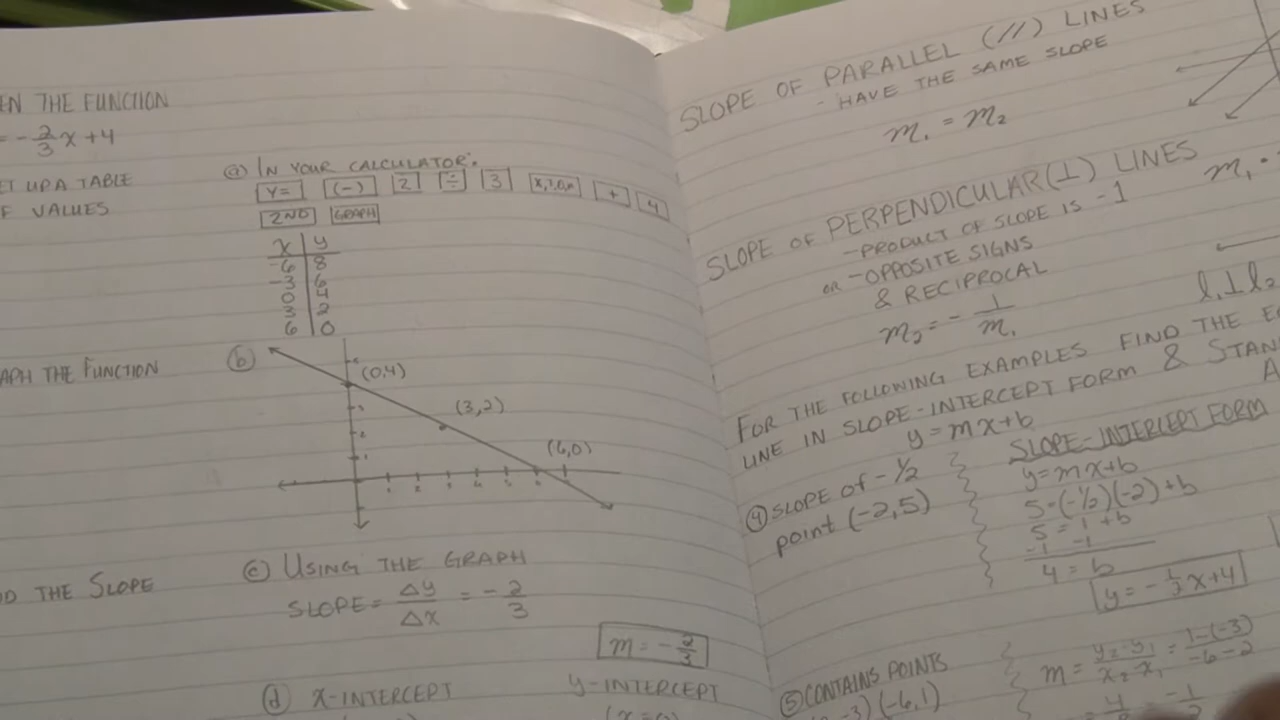 EN THE FUNCTION
= -2/3 x + 4
ET UP A TABLE
F VALUES
ⓐ IN YOUR CALCULATOR:
Y= (-) 2 ÷ 3 + 4
2ND GRAPH
x | y
-6 | 8
-3 | 6
0 | 4
3 | 2
6 | 0
APH THE FUNCTION
ⓑ
(0,4)
(3,2)
(6,0)
D THE SLOPE
ⓒ USING THE GRAPH
SLOPE = Δy/Δx = -2/3
m = -2/3
ⓓ X-INTERCEPT Y-INTERCEPT
SLOPE OF PARALLEL (//) LINES
- HAVE THE SAME SLOPE
m₁ = m₂
SLOPE OF PERPENDICULAR (⊥) LINES
- PRODUCT OF SLOPE IS -1
OR - OPPOSITE SIGNS
& RECIPROCAL
m₂ = - 1/m₁
m₁ ·
l₁ ⊥ l₂
FOR THE FOLLOWING EXAMPLES FIND THE E
LINE IN SLOPE-INTERCEPT FORM & STAN
y = mx + b
④ SLOPE OF -1/2
point (-2,5)
SLOPE-INTERCEPT FORM
y = mx + b
5 = (-1/2)(-2) + b
5 = 1 + b
-1 -1
4 = b
y = -1/2 x + 4
⑤ CONTAINS POINTS
-3) (-6,1)
m = y₂-y₁/x₂-x₁ = 1-(-3)/-6-2